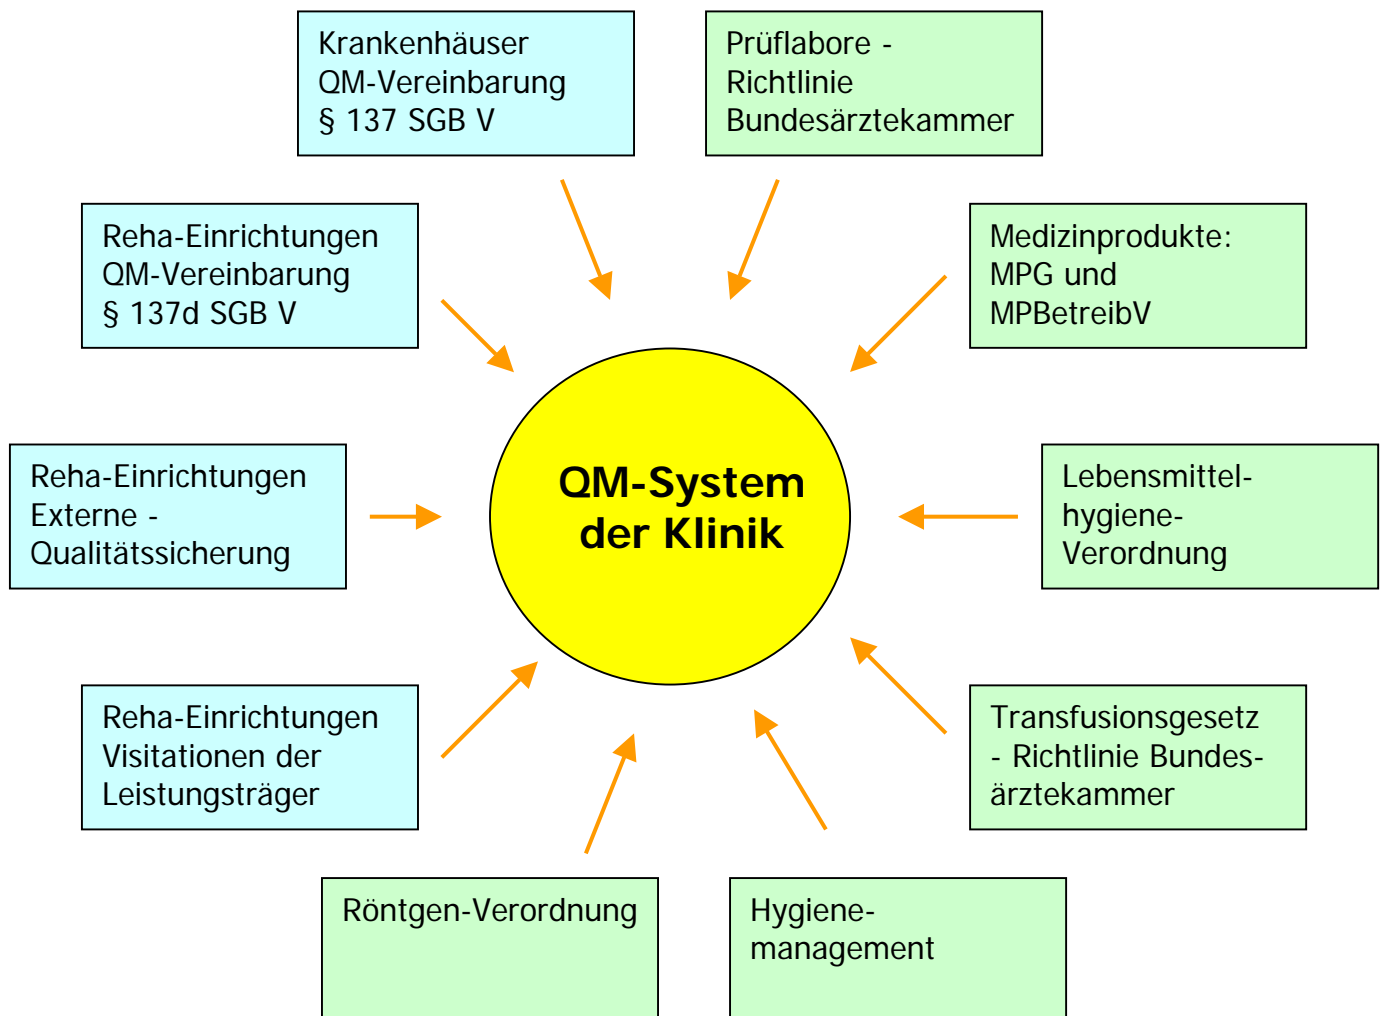 Krankenhäuser
QM-Vereinbarung
§ 137 SGB V
Prüflabore -
Richtlinie
Bundesärztekammer
Reha-Einrichtungen
QM-Vereinbarung
§ 137d SGB V
Medizinprodukte:
MPG und
MPBetreibV
Reha-Einrichtungen
Externe -
Qualitätssicherung
QM-System
der Klinik
Lebensmittel-
hygiene-
Verordnung
Reha-Einrichtungen
Visitationen der
Leistungsträger
Transfusionsgesetz
- Richtlinie Bundes-
ärztekammer
Röntgen-Verordnung
Hygiene-
management